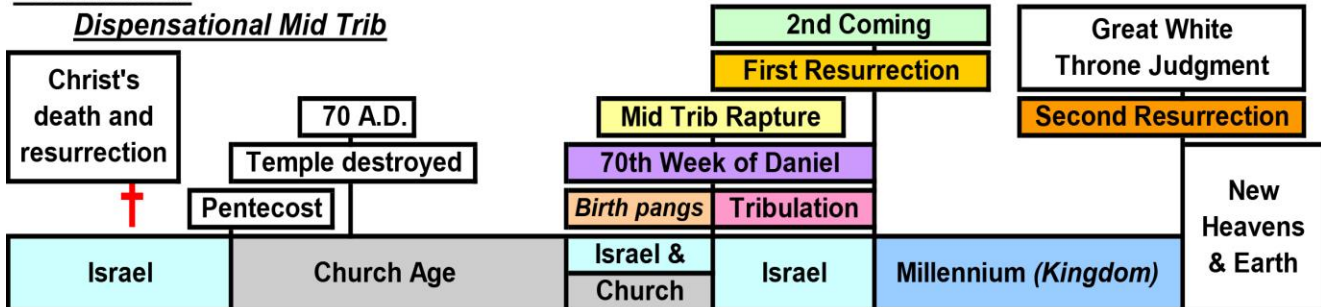 Dispensational Mid Trib
Christ's
death and
resurrection
70 A.D.
Temple destroyed
Pentecost
2nd Coming
First Resurrection
Mid Trib Rapture
70th Week of Daniel
Birth pangs
Tribulation
Great White
Throne Judgment
Second Resurrection
New
Heavens
& Earth
Israel
Church Age
Israel &
Church
Israel
Millennium (Kingdom)